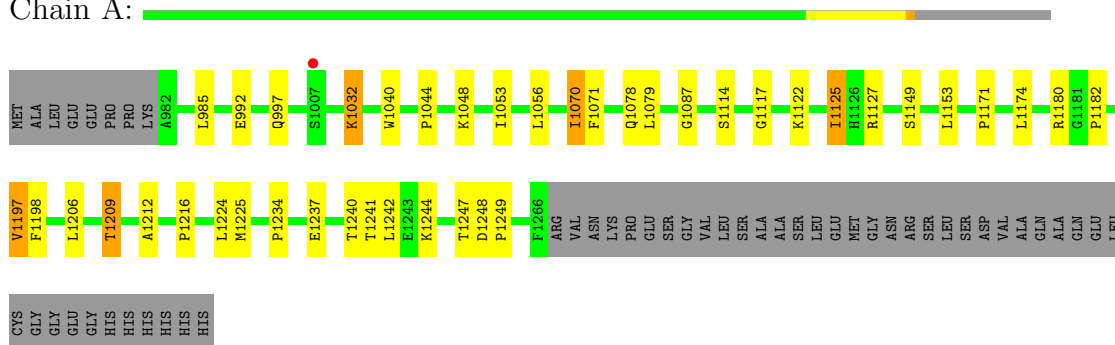 Chain A:
MET ALA LEU GLU GLU PRO PRO LYS A982 L985 E992 Q997 S1007 K1032 W1040 P1044 K1048 I1053 L1056 I1070 F1071 Q1078 L1079 G1087 S1114 G1117 K1122 I1125 H1126 R1127 S1149 L1153 P1171 L1174 R1180 G1181 P1182
V1197 F1198 L1206 T1209 A1212 P1216 L1224 M1225 P1234 E1237 T1240 T1241 L1242 E1243 K1244 T1247 D1248 P1249 F1266 ARG VAL ASN LYS PRO GLU SER GLY VAL LEU SER ALA ALA SER LEU GLU MET GLY ASN ARG SER LEU SER ASP VAL ALA GLN ALA GLN GLU LEU
CYS GLY GLY GLU GLY HIS HIS HIS HIS HIS HIS